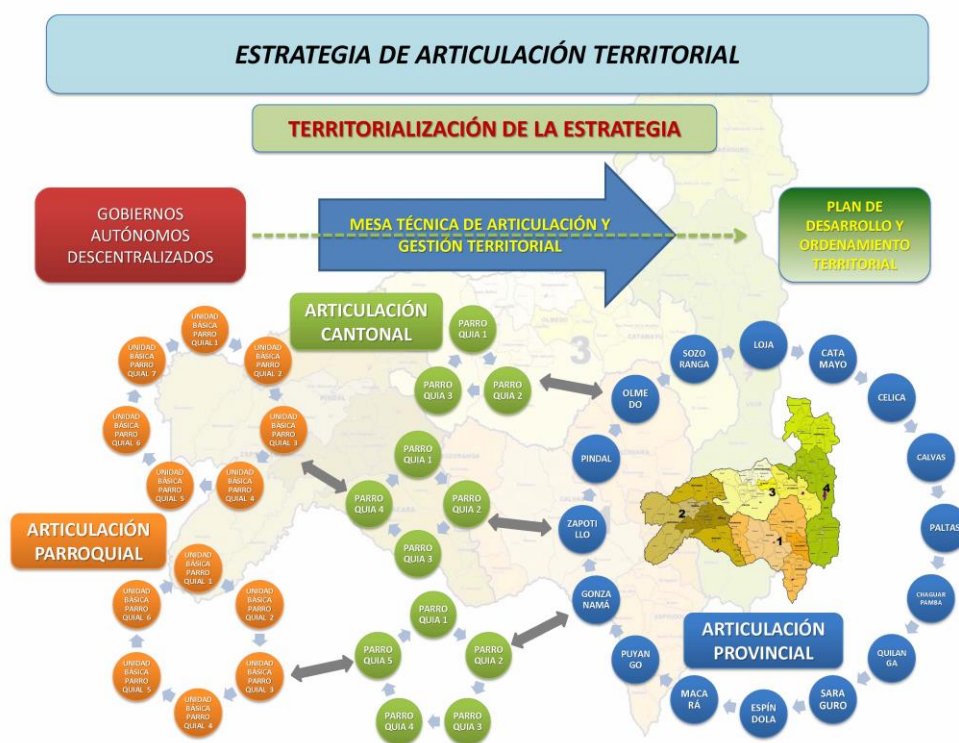 ESTRATEGIA DE ARTICULACIÓN TERRITORIAL
TERRITORIALIZACIÓN DE LA ESTRATEGIA
GOBIERNOS
AUTÓNOMOS
DESCENTRALIZADOS
MESA TÉCNICA DE ARTICULACIÓN Y
GESTIÓN TERRITORIAL
PLAN DE
DESARROLLO Y
ORDENAMIENTO
TERRITORIAL
ARTICULACIÓN
CANTONAL
PARRO
QUIA 1
PARRO
QUIA 2
PARRO
QUIA 3
UNIDAD
BÁSICA
PARRO
QUIAL 1
UNIDAD
BÁSICA
PARRO
QUIAL 2
UNIDAD
BÁSICA
PARRO
QUIAL 3
UNIDAD
BÁSICA
PARRO
QUIAL 4
UNIDAD
BÁSICA
PARRO
QUIAL 5
UNIDAD
BÁSICA
PARRO
QUIAL 6
UNIDAD
BÁSICA
PARRO
QUIAL 7
PARRO
QUIA 1
PARRO
QUIA 2
PARRO
QUIA 3
PARRO
QUIA 4
ARTICULACIÓN
PARROQUIAL
UNIDAD
BÁSICA
PARRO
QUIAL 1
UNIDAD
BÁSICA
PARRO
QUIAL 2
UNIDAD
BÁSICA
PARRO
QUIAL 3
UNIDAD
BÁSICA
PARRO
QUIAL 4
UNIDAD
BÁSICA
PARRO
QUIAL 5
UNIDAD
BÁSICA
PARRO
QUIAL 6
PARRO
QUIA 1
PARRO
QUIA 2
PARRO
QUIA 3
PARRO
QUIA 4
PARRO
QUIA 5
LOJA
CATA
MAYO
CELICA
CALVAS
PALTAS
CHAGUAR
PAMBA
QUILAN
GA
SARA
GURO
ESPÍN
DOLA
MACA
RÁ
PUYAN
GO
GONZA
NAMÁ
ZAPOTI
LLO
PINDAL
OLME
DO
SOZO
RANGA
3
4
2
3
1
ARTICULACIÓN
PROVINCIAL